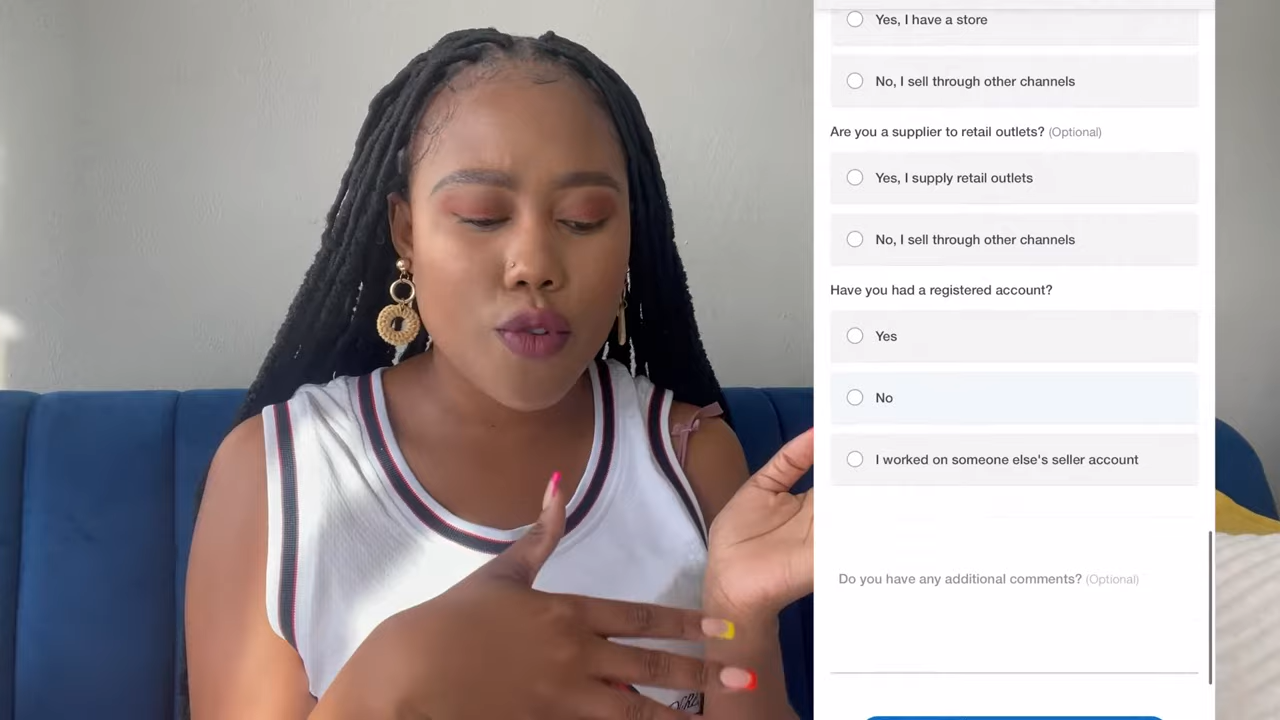 Yes, I have a store
No, I sell through other channels
Are you a supplier to retail outlets? (Optional)
Yes, I supply retail outlets
No, I sell through other channels
Have you had a registered account?
Yes
No
I worked on someone else's seller account
Do you have any additional comments? (Optional)